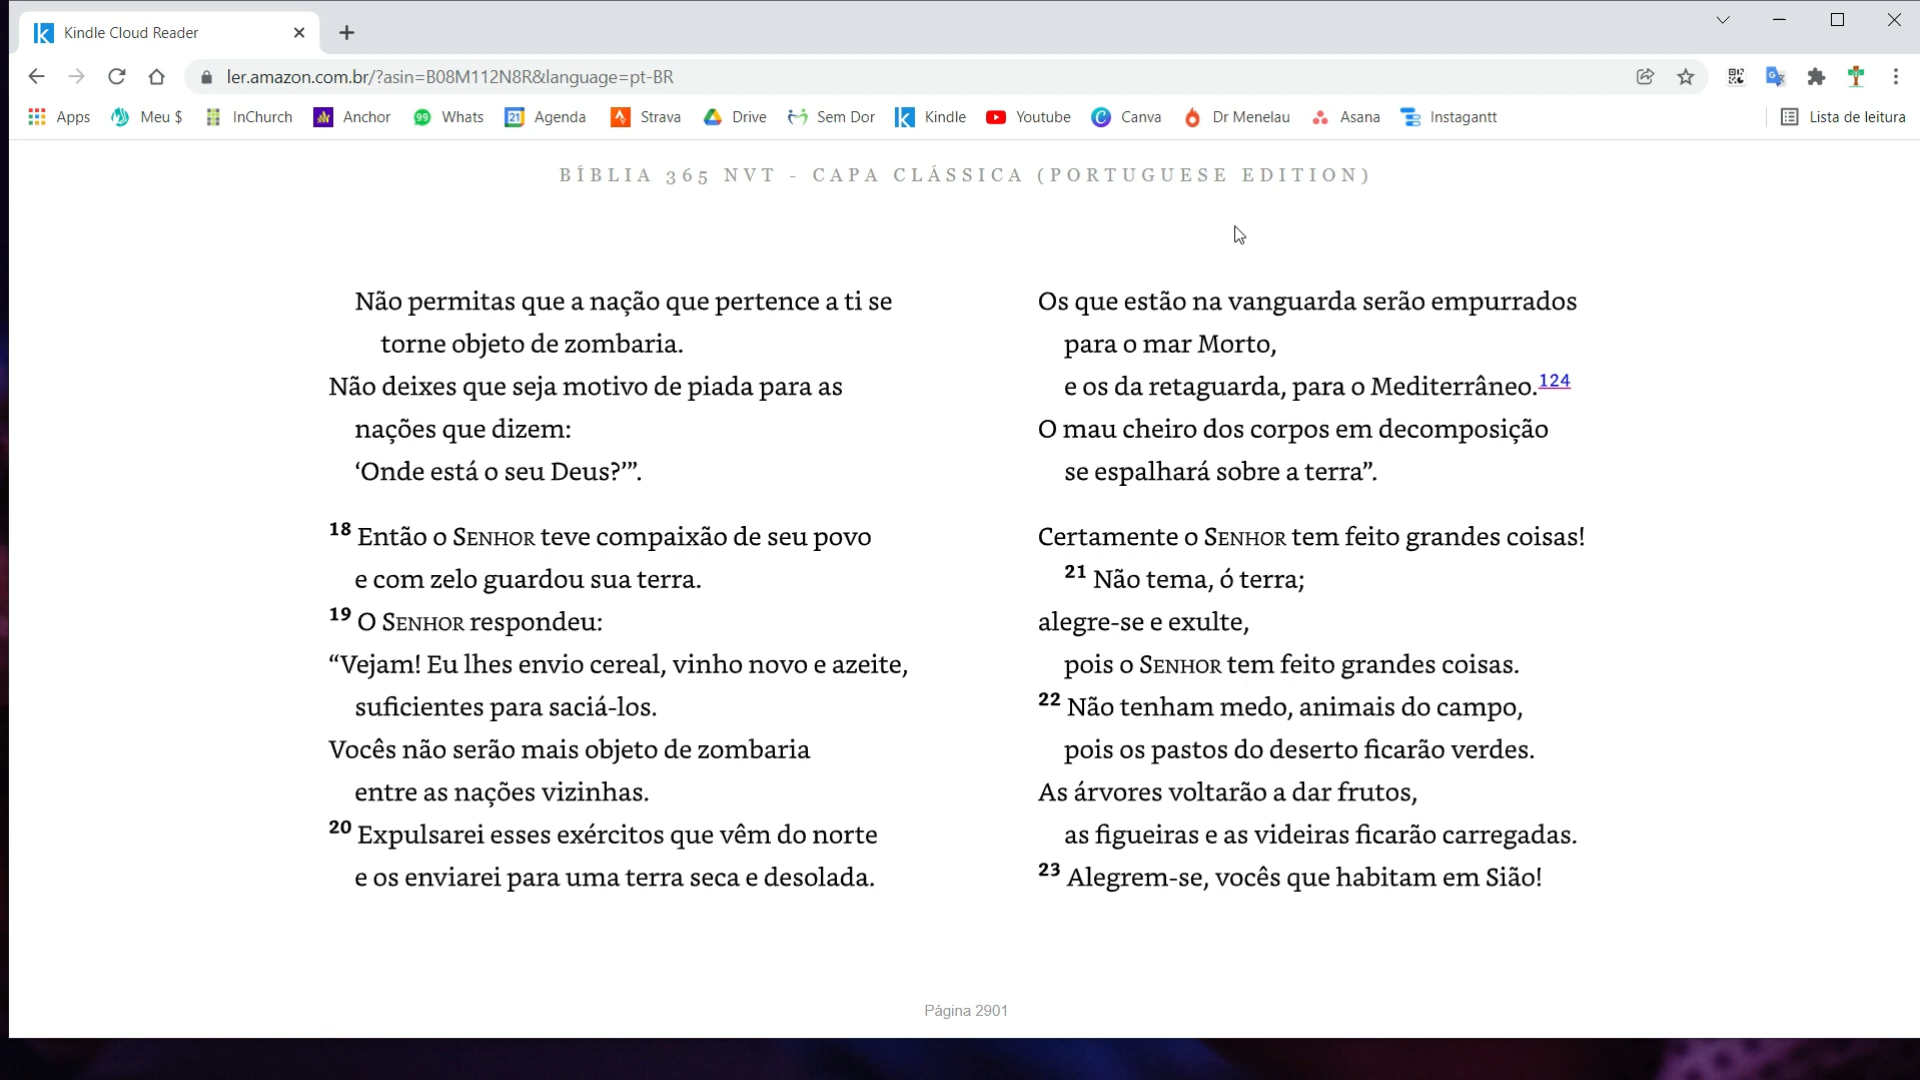 Kindle Cloud Reader
ler.amazon.com.br/?asin=B08M112N8R&language=pt-BR
Apps Meu $ InChurch Anchor 99 Whats 21 Agenda Strava Drive Sem Dor Kindle Youtube Canva Dr Menelau Asana Instagantt Lista de leitura
BÍBLIA 365 NVT - CAPA CLÁSSICA (PORTUGUESE EDITION)
Não permitas que a nação que pertence a ti se
torne objeto de zombaria.
Não deixes que seja motivo de piada para as
nações que dizem:
‘Onde está o seu Deus?’”.
18 Então o SENHOR teve compaixão de seu povo
e com zelo guardou sua terra.
19 O SENHOR respondeu:
“Vejam! Eu lhes envio cereal, vinho novo e azeite,
suficientes para saciá-los.
Vocês não serão mais objeto de zombaria
entre as nações vizinhas.
20 Expulsarei esses exércitos que vêm do norte
e os enviarei para uma terra seca e desolada.
Os que estão na vanguarda serão empurrados
para o mar Morto,
e os da retaguarda, para o Mediterrâneo.124
O mau cheiro dos corpos em decomposição
se espalhará sobre a terra”.
Certamente o SENHOR tem feito grandes coisas!
21 Não tema, ó terra;
alegre-se e exulte,
pois o SENHOR tem feito grandes coisas.
22 Não tenham medo, animais do campo,
pois os pastos do deserto ficarão verdes.
As árvores voltarão a dar frutos,
as figueiras e as videiras ficarão carregadas.
23 Alegrem-se, vocês que habitam em Sião!
Página 2901